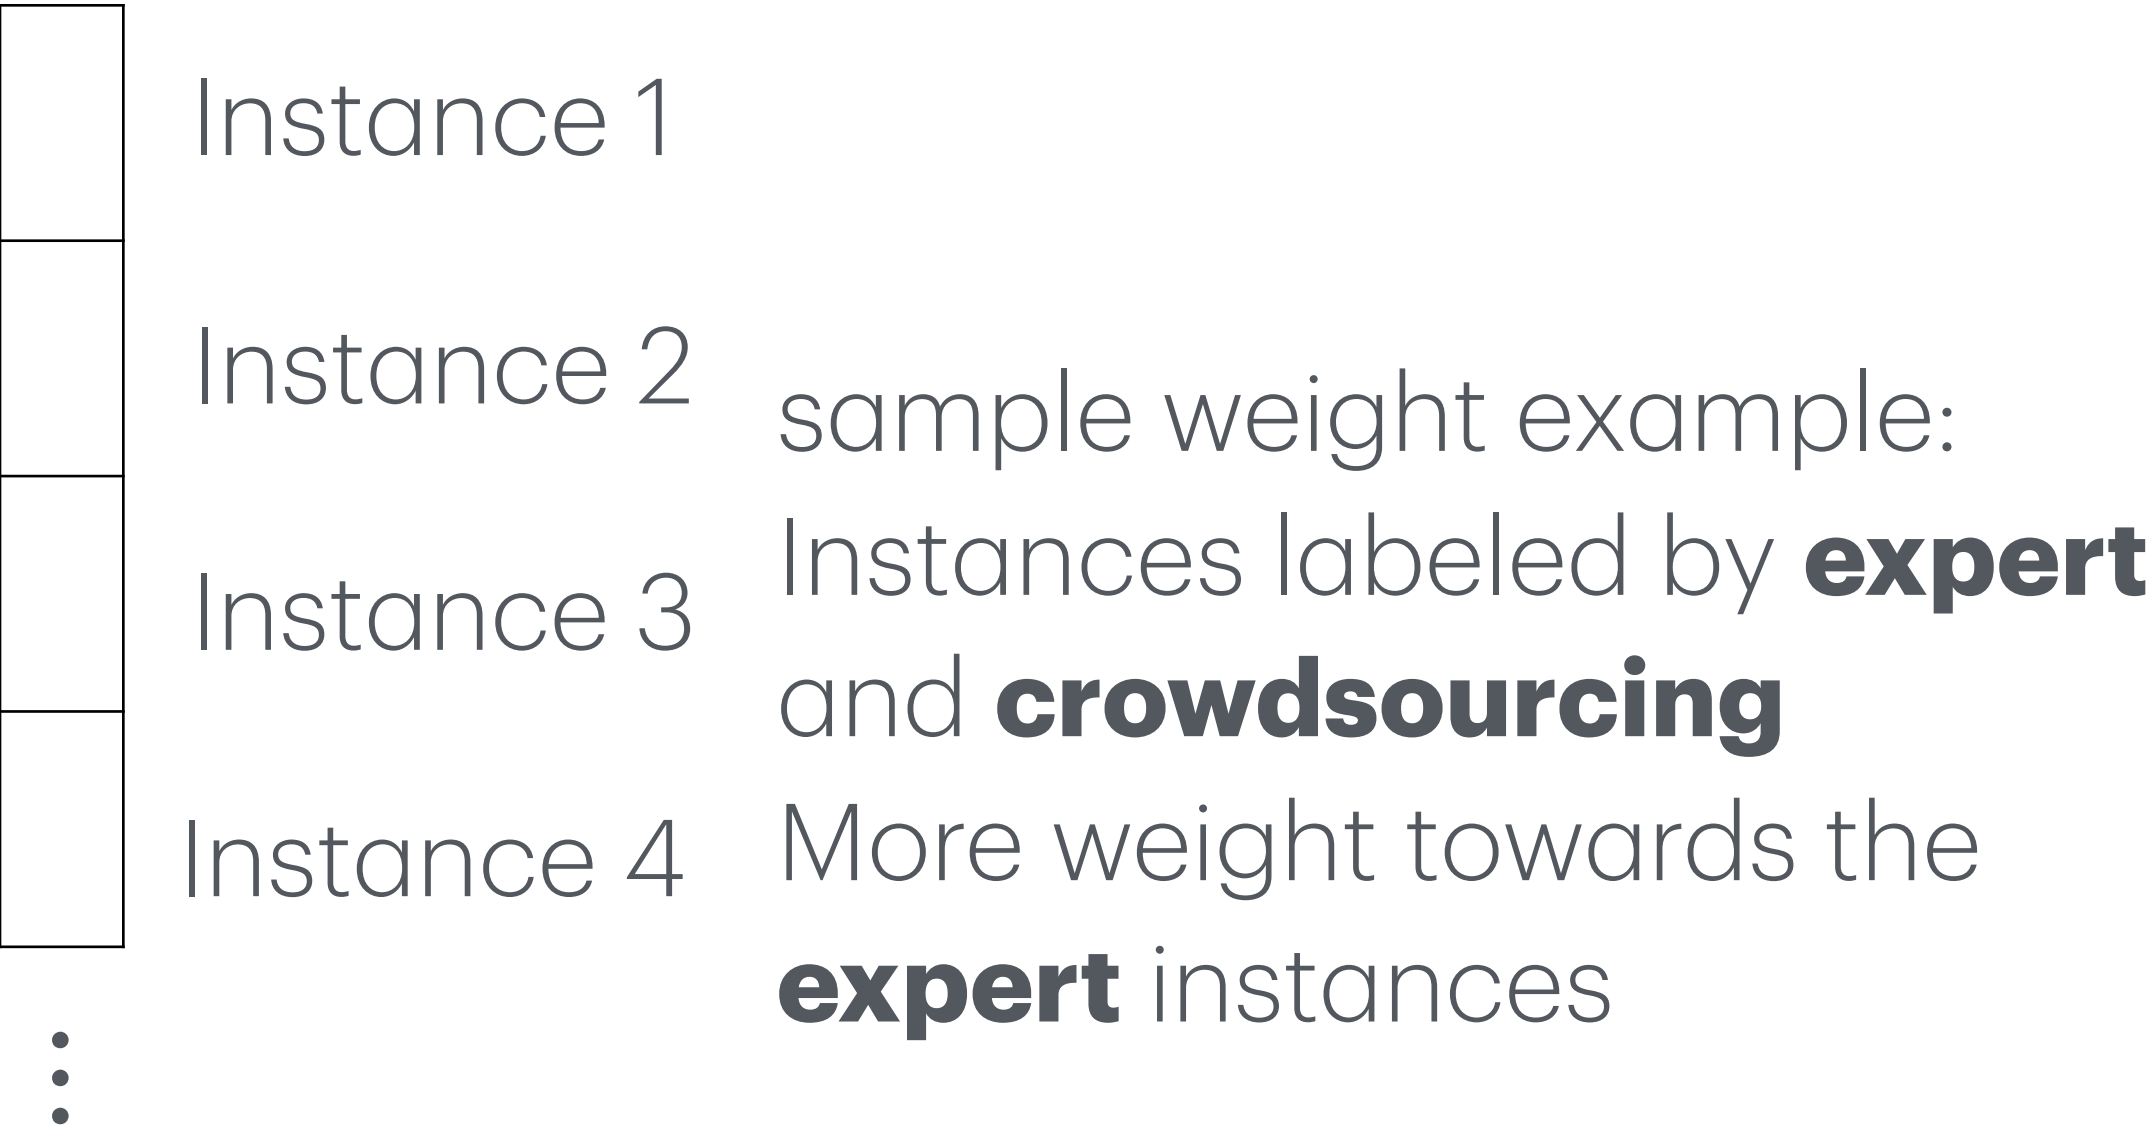 Instance 1
Instance 2
Instance 3
Instance 4
sample weight example:
Instances labeled by expert
and crowdsourcing
More weight towards the
expert instances